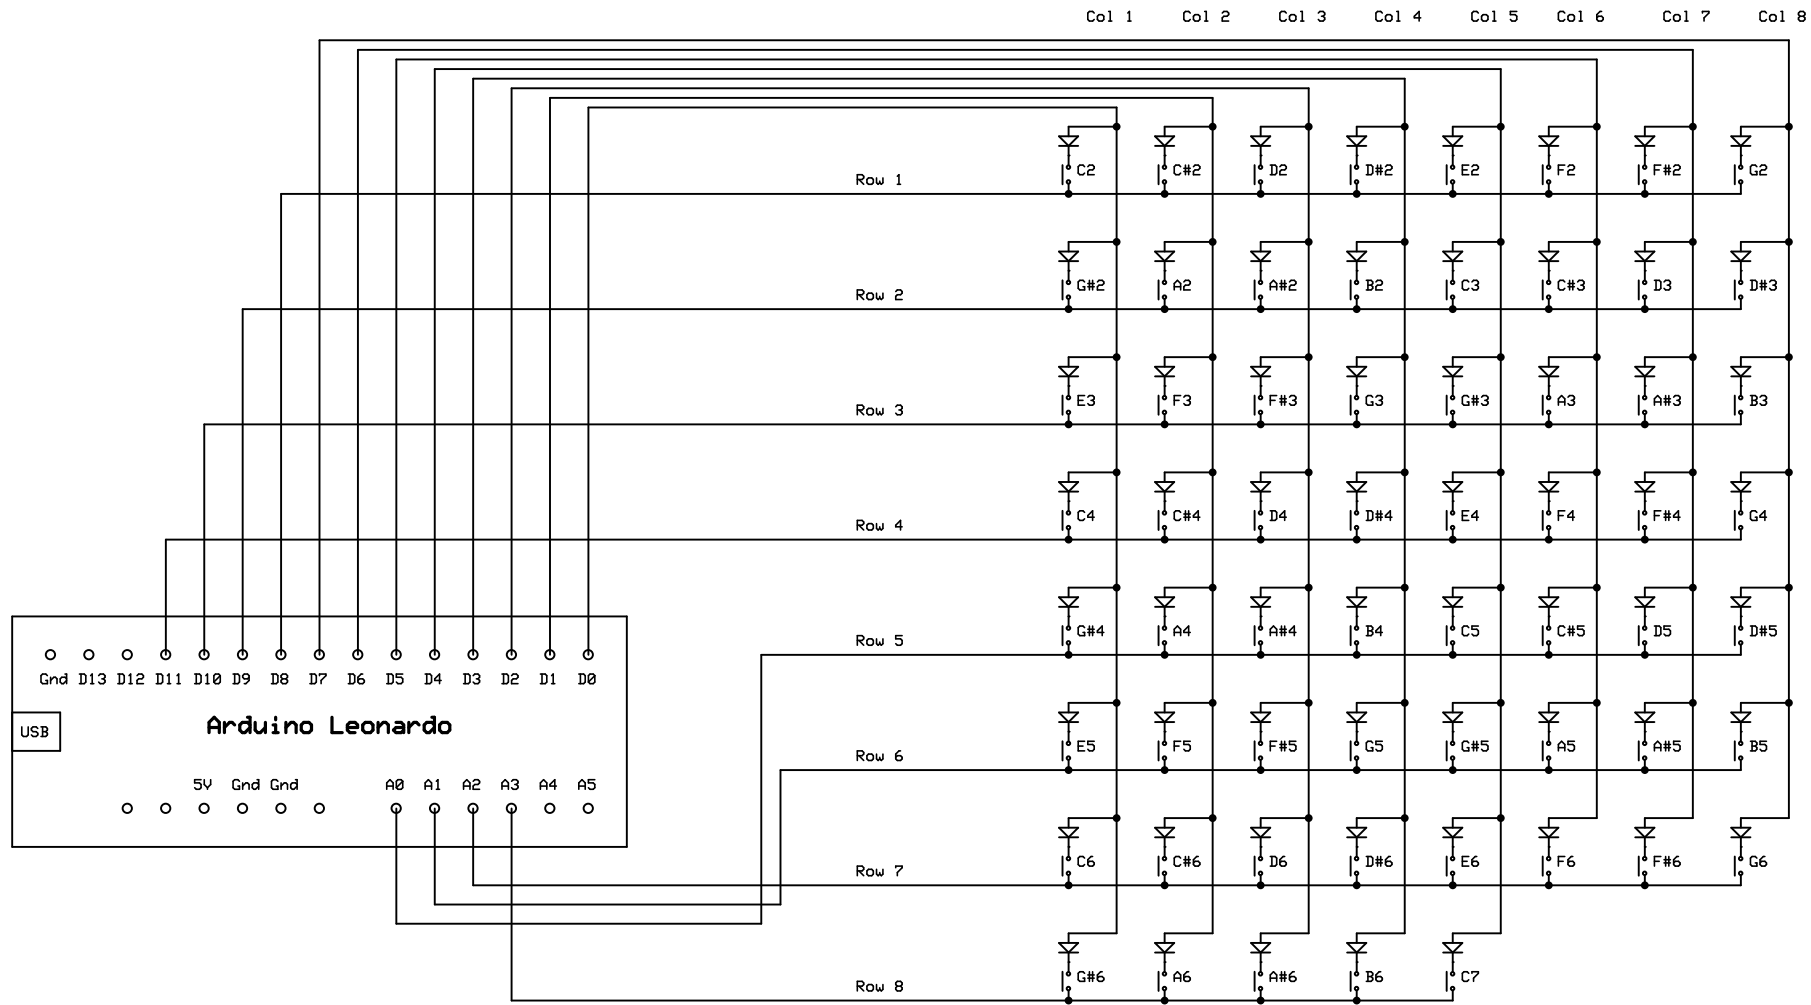 Col 1 Col 2 Col 3 Col 4 Col 5 Col 6 Col 7 Col 8
C2 C#2 D2 D#2 E2 F2 F#2 G2
Row 1
G#2 A2 A#2 B2 C3 C#3 D3 D#3
Row 2
E3 F3 F#3 G3 G#3 A3 A#3 B3
Row 3
C4 C#4 D4 D#4 E4 F4 F#4 G4
Row 4
G#4 A4 A#4 B4 C5 C#5 D5 D#5
Row 5
Gnd D13 D12 D11 D10 D9 D8 D7 D6 D5 D4 D3 D2 D1 D0
Arduino Leonardo
USB
E5 F5 F#5 G5 G#5 A5 A#5 B5
Row 6
5V Gnd Gnd A0 A1 A2 A3 A4 A5
C6 C#6 D6 D#6 E6 F6 F#6 G6
Row 7
G#6 A6 A#6 B6 C7
Row 8